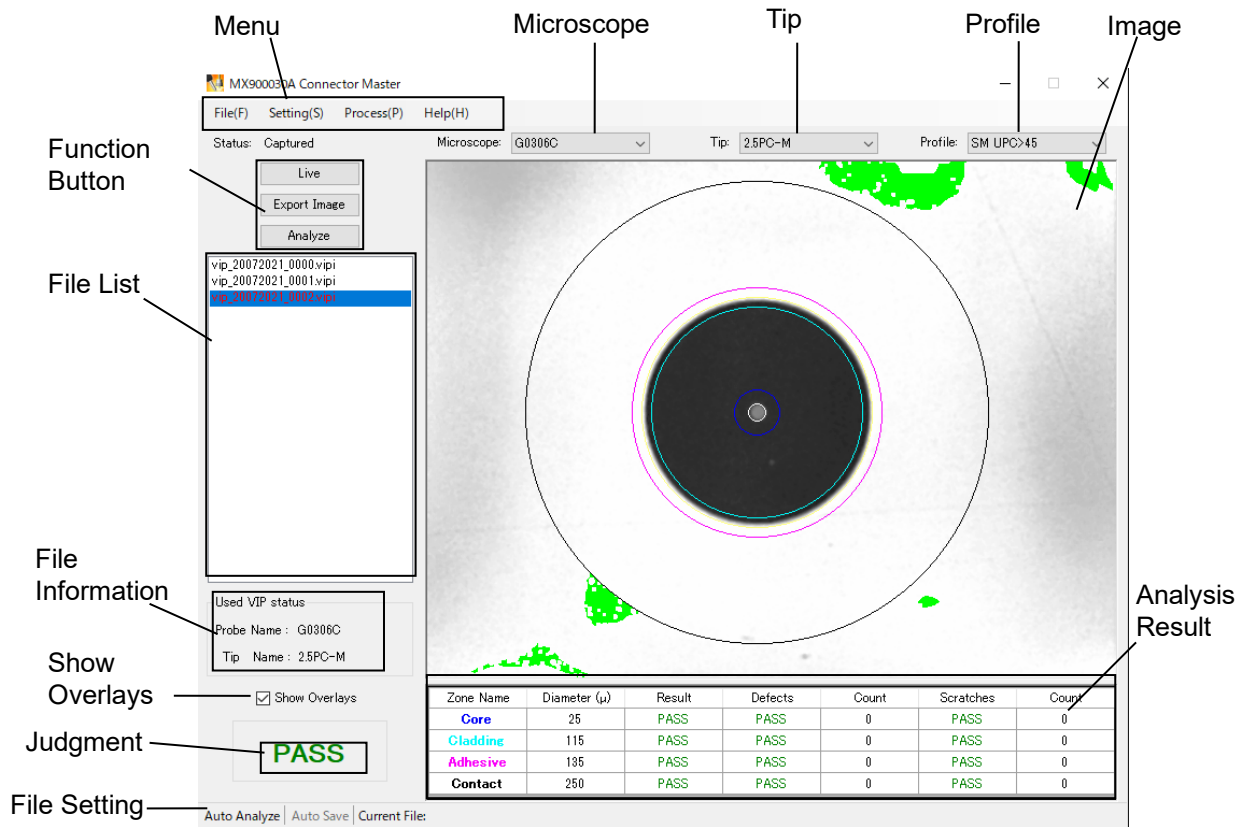 Menu
Microscope
Tip
Profile
Image
MX900030A Connector Master
File(F) Setting(S) Process(P) Help(H)
Status: Captured
Microscope: G0306C
Tip: 2.5PC-M
Profile: SM UPC>45
Function
Button
Live
Export Image
Analyze
File List
vip_20072021_0000.vipi
vip_20072021_0001.vipi
vip_20072021_0002.vipi
File
Information
Used VIP status
Probe Name : G0306C
Tip Name : 2.5PC-M
Show
Overlays
Show Overlays
Judgment
PASS
Analysis
Result
Zone Name Diameter (μ) Result Defects Count Scratches Count
Core 25 PASS PASS 0 PASS 0
Cladding 115 PASS PASS 0 PASS 0
Adhesive 135 PASS PASS 0 PASS 0
Contact 250 PASS PASS 0 PASS 0
File Setting
Auto Analyze Auto Save Current File: